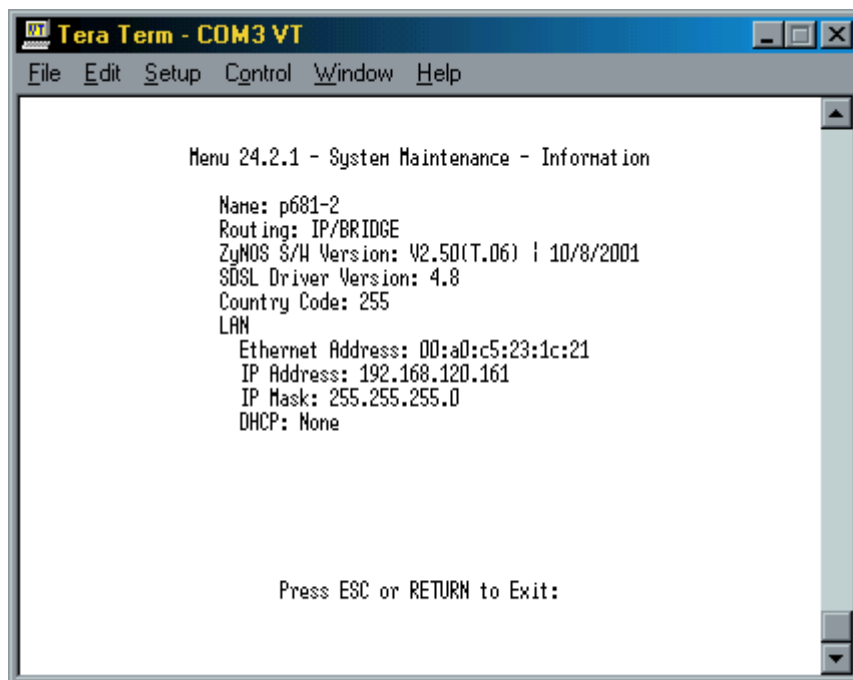 Tera Term - COM3 VT
File Edit Setup Control Window Help
Menu 24.2.1 - System Maintenance - Information
Name: p681-2
Routing: IP/BRIDGE
ZyNOS S/W Version: V2.50(T.06) | 10/8/2001
SDSL Driver Version: 4.8
Country Code: 255
LAN
Ethernet Address: 00:a0:c5:23:1c:21
IP Address: 192.168.120.161
IP Mask: 255.255.255.0
DHCP: None
Press ESC or RETURN to Exit: